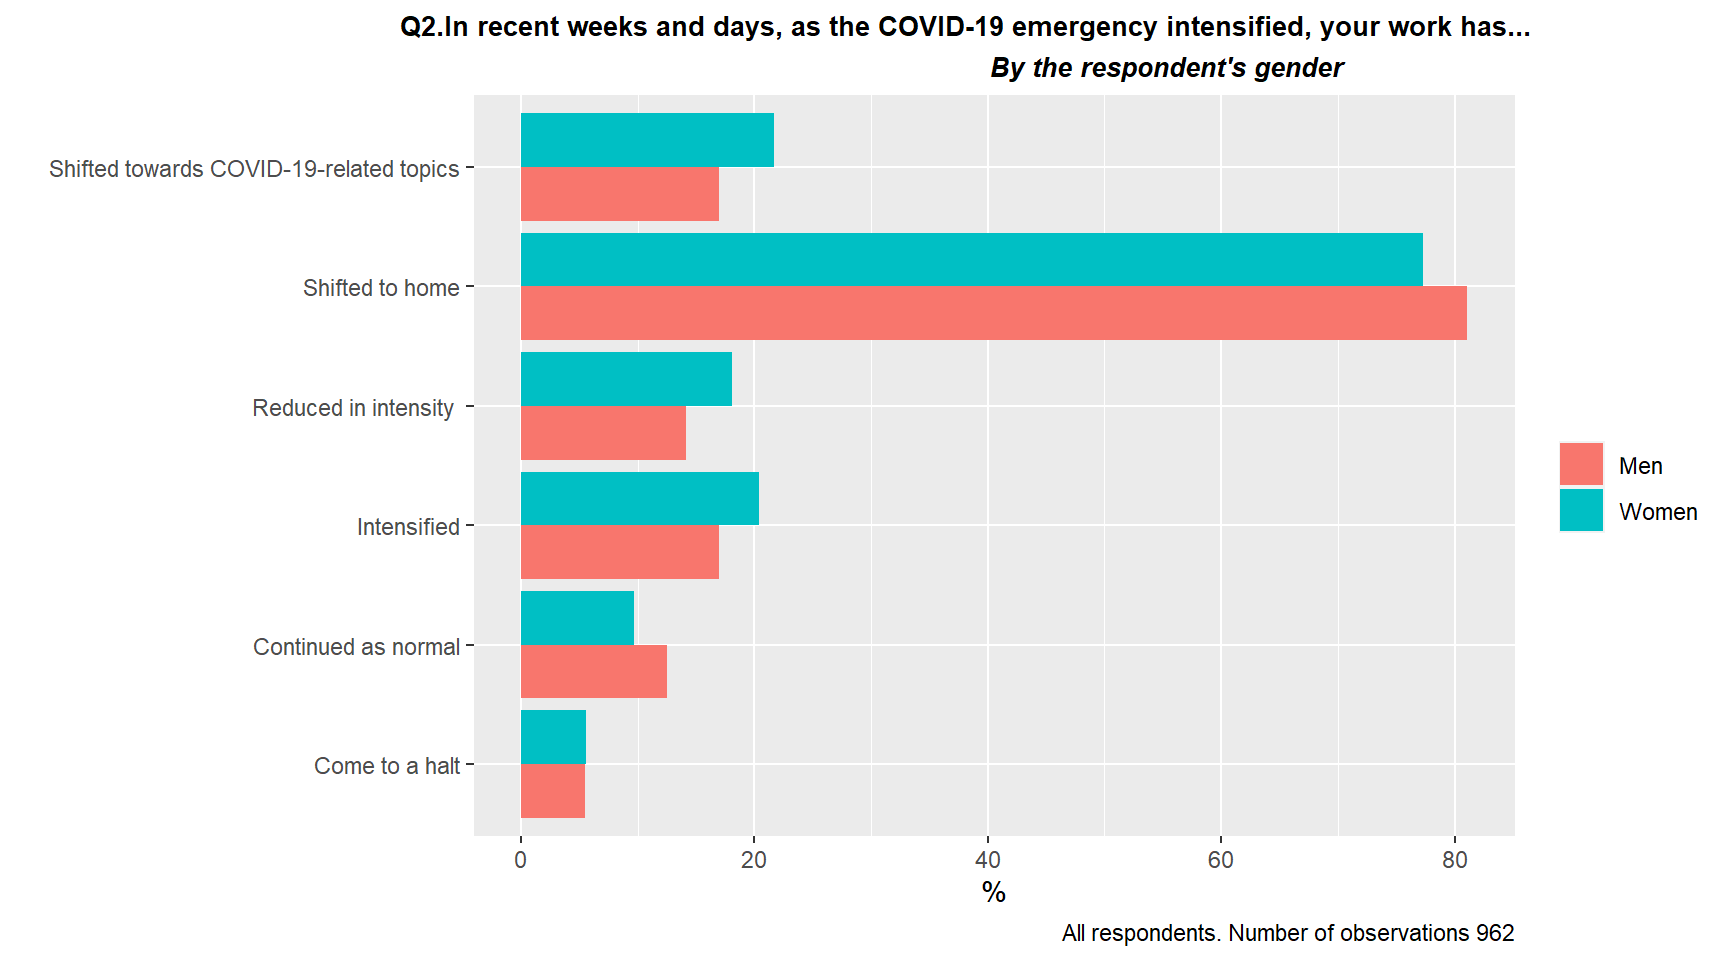 Q2.In recent weeks and days, as the COVID-19 emergency intensified, your work has...
By the respondent's gender
Shifted towards COVID-19-related topics
Shifted to home
Reduced in intensity
Intensified
Continued as normal
Come to a halt
Men
Women
0 20 40 60 80
%
All respondents. Number of observations 962